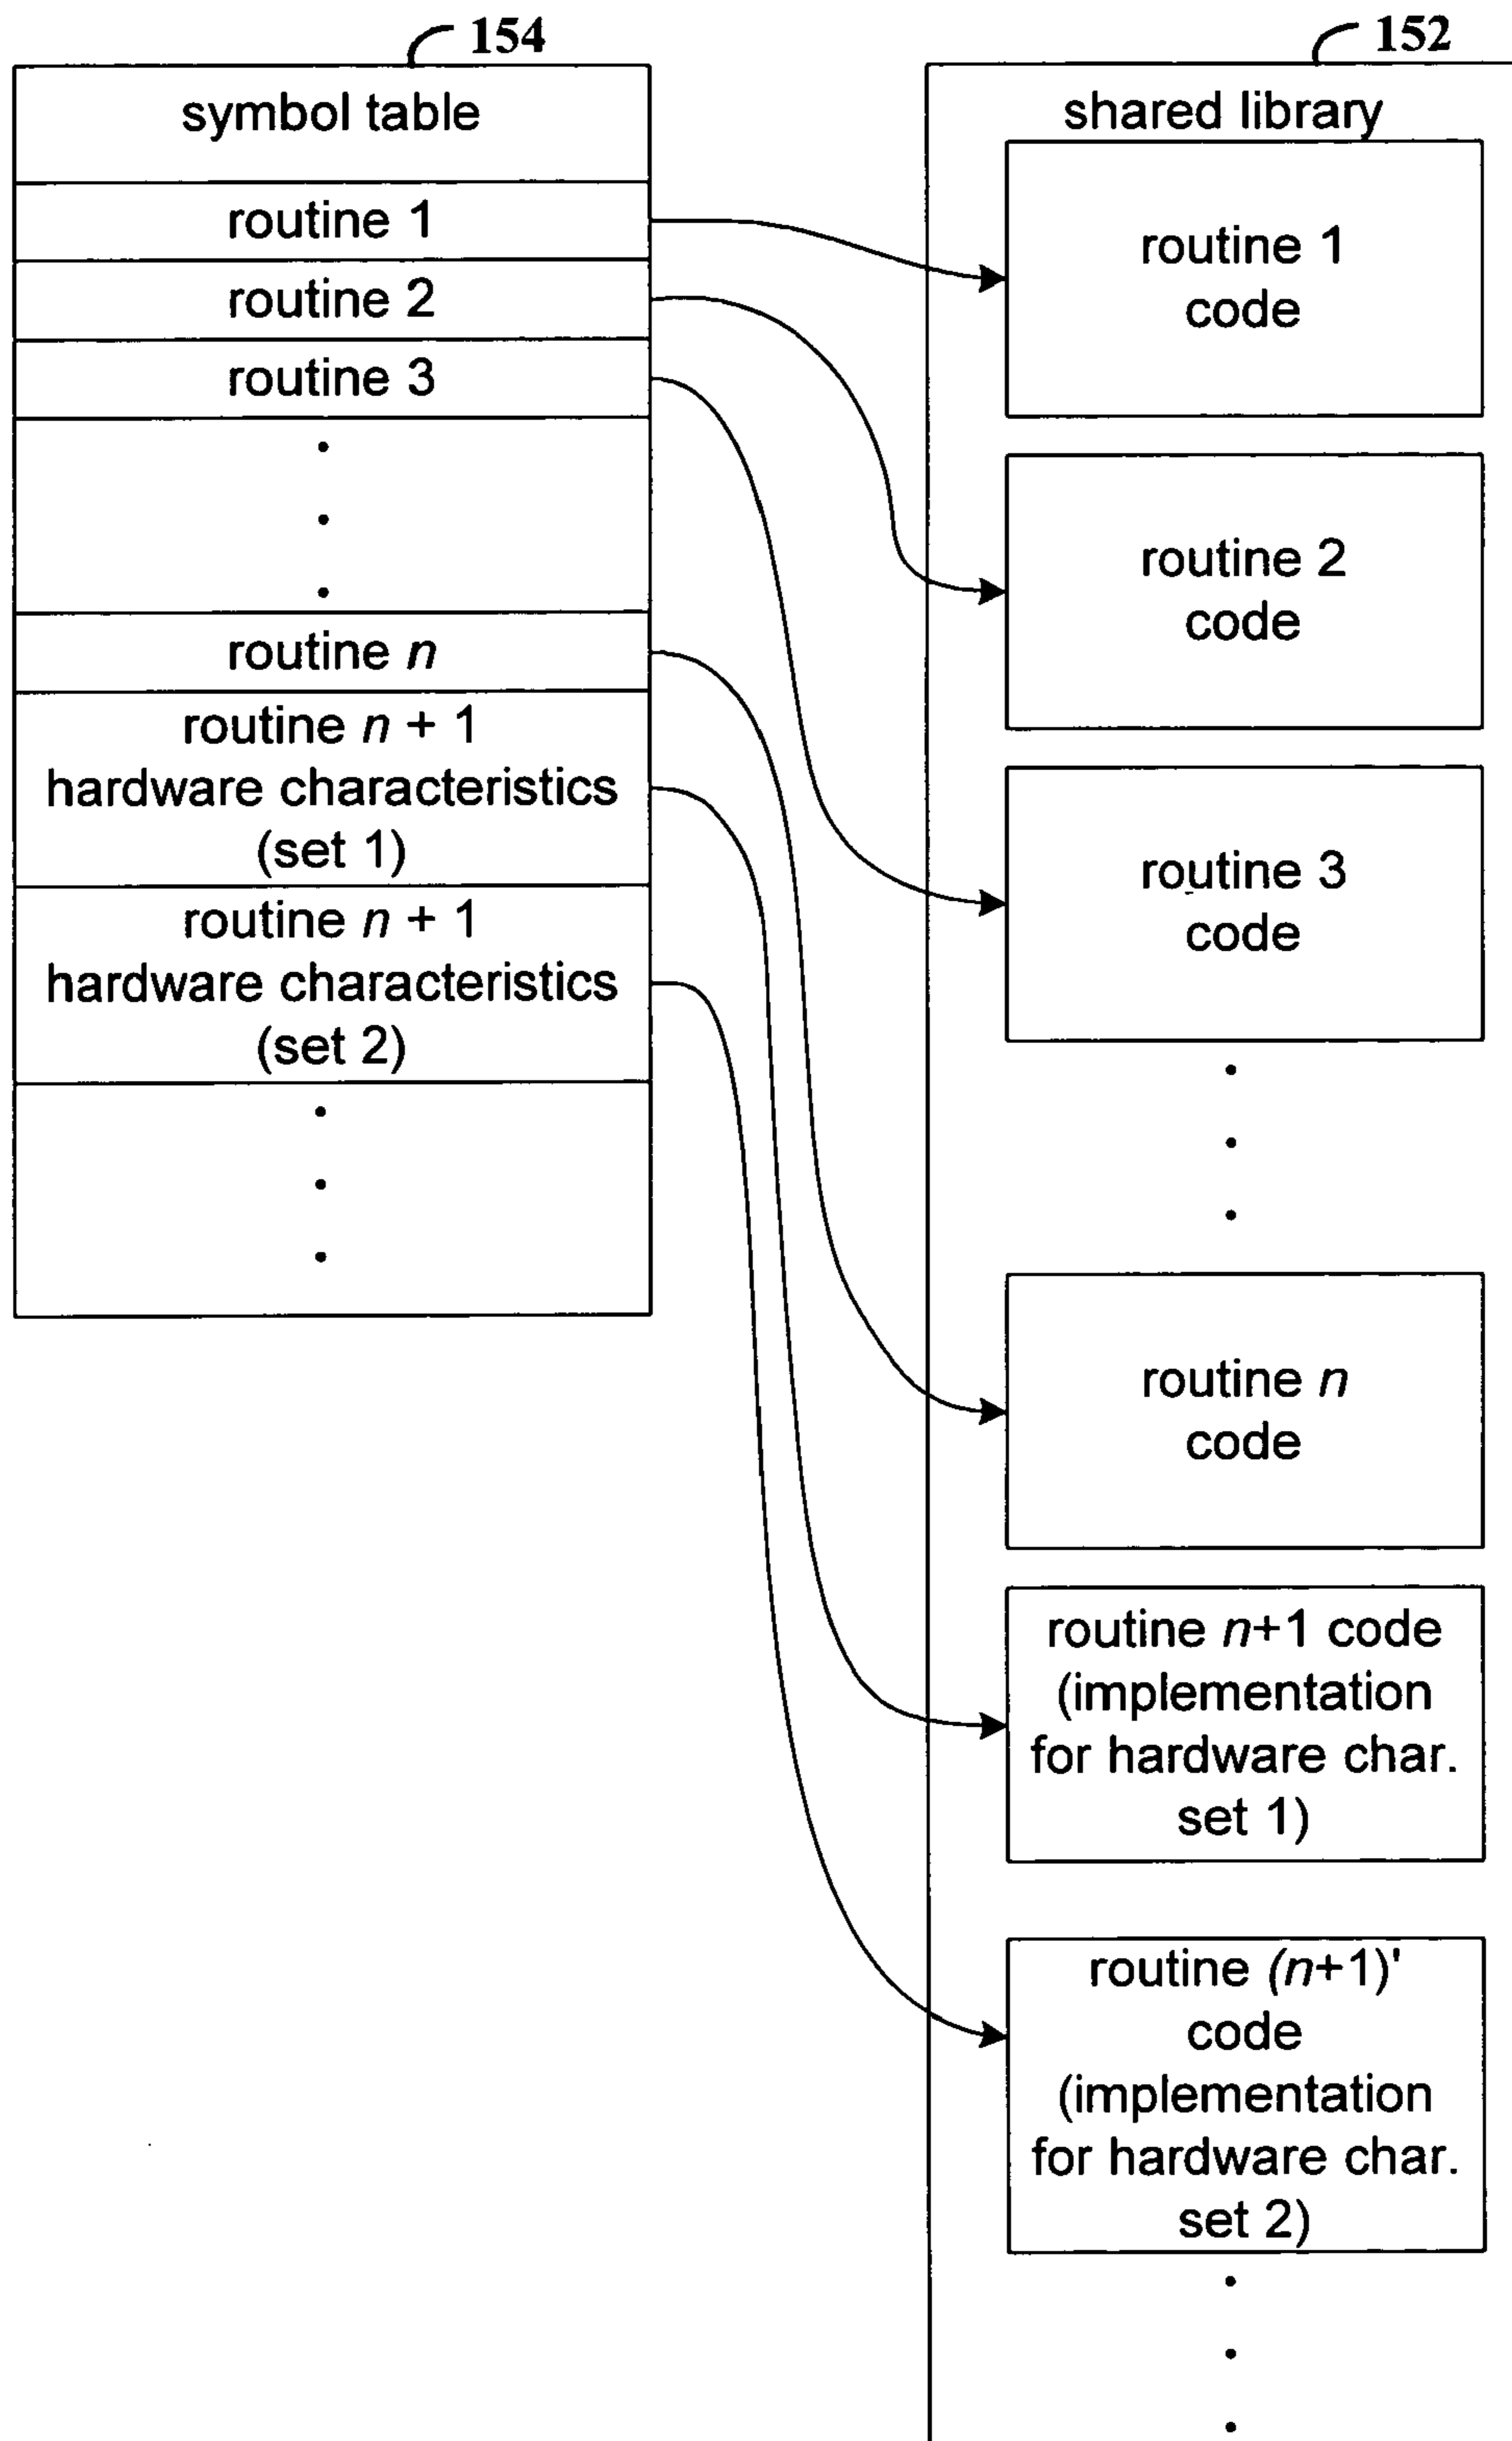 154
symbol table
routine 1
routine 2
routine 3
.
.
.
routine n
routine n + 1
hardware characteristics
(set 1)
routine n + 1
hardware characteristics
(set 2)
.
.
.
152
shared library
routine 1
code
routine 2
code
routine 3
code
.
.
.
routine n
code
routine n+1 code
(implementation
for hardware char.
set 1)
routine (n+1)'
code
(implementation
for hardware char.
set 2)
.
.
.